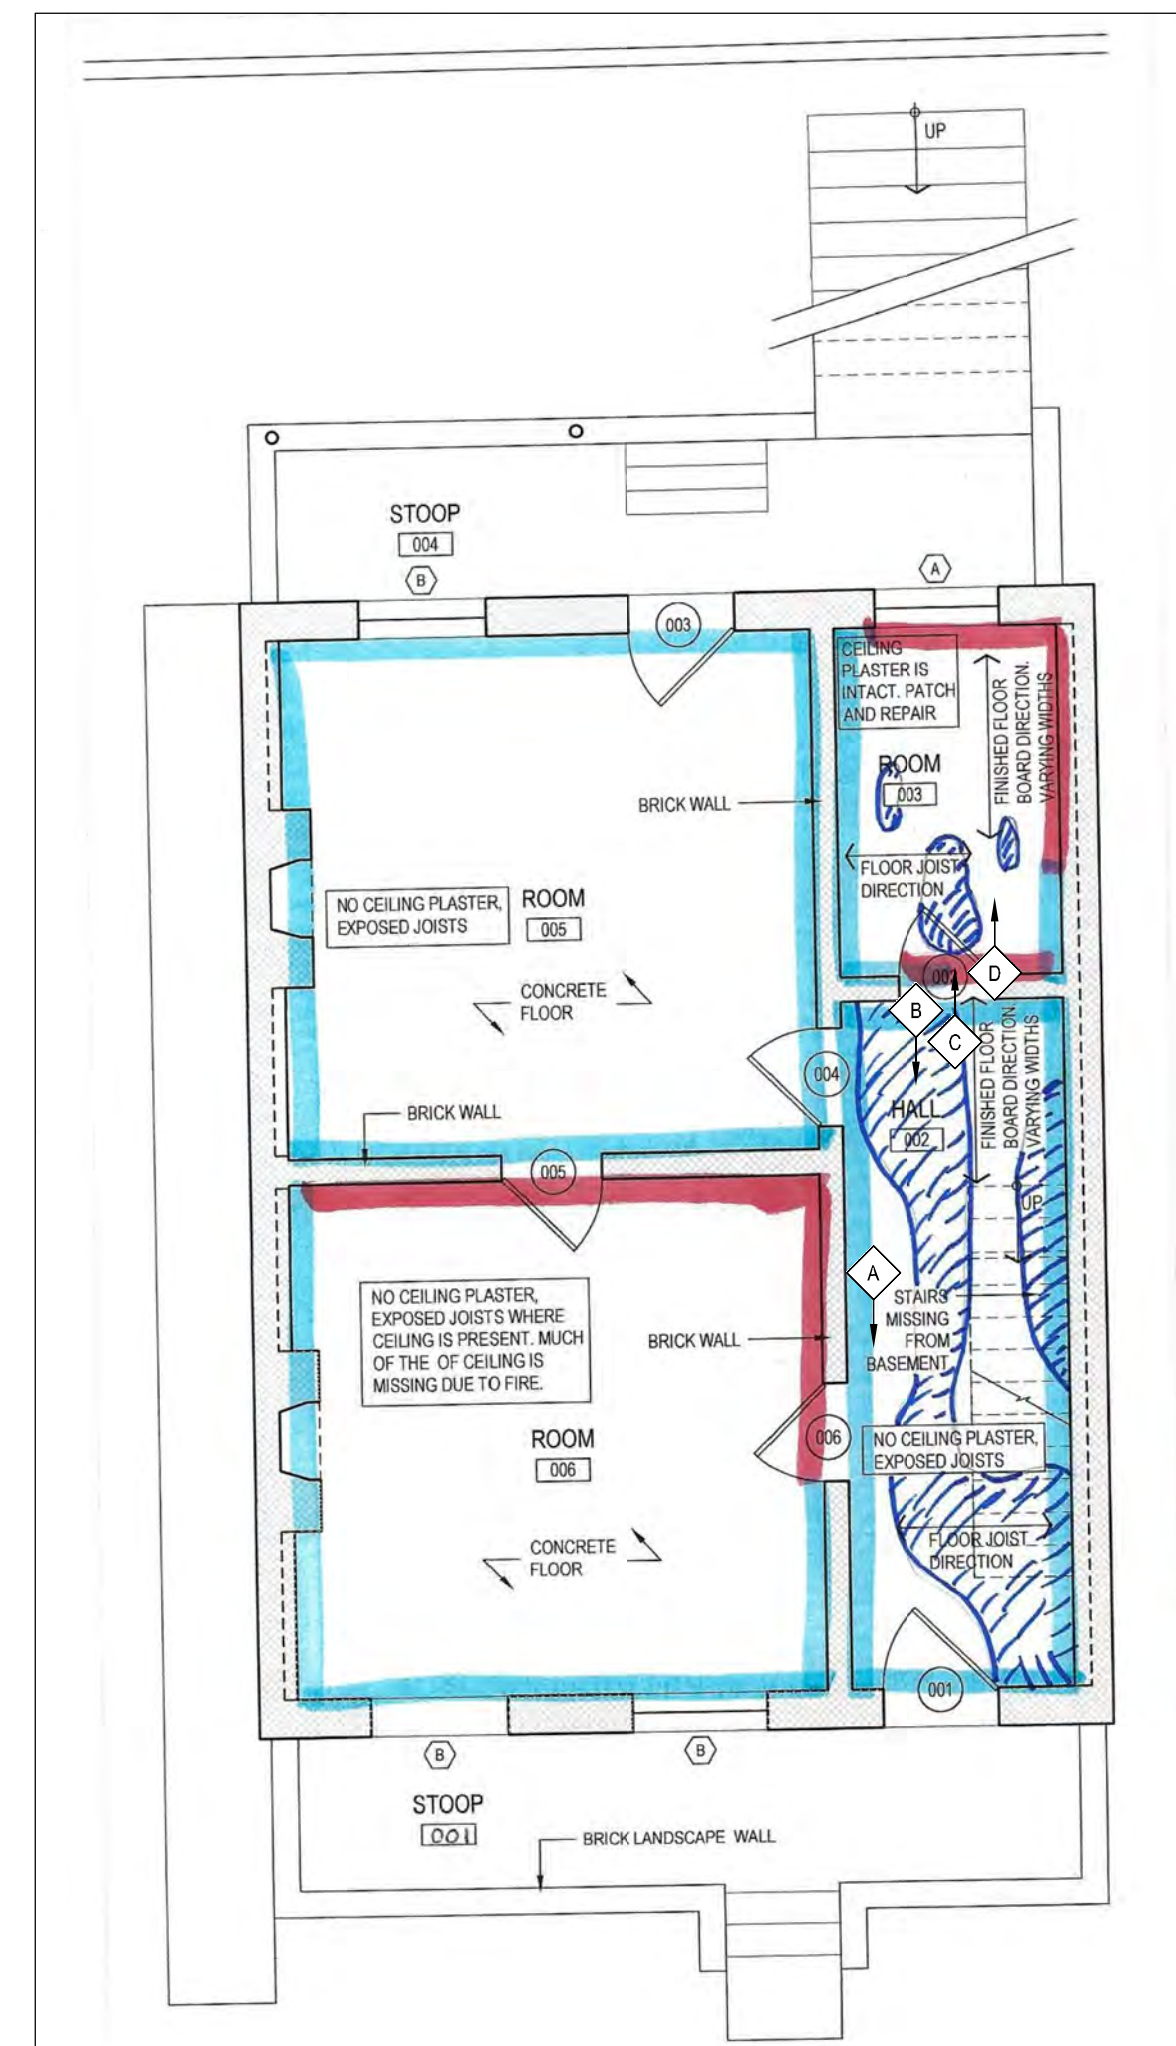 UP
STOOP
004
B
A
003
CEILING
PLASTER IS
INTACT. PATCH
AND REPAIR
FINISHED FLOOR
BOARD DIRECTION.
VARYING WIDTHS
ROOM
003
BRICK WALL
FLOOR JOIST
DIRECTION
NO CEILING PLASTER,
EXPOSED JOISTS
ROOM
005
002
D
B
C
CONCRETE
FLOOR
FINISHED FLOOR
BOARD DIRECTION.
VARYING WIDTHS
004
HALL
002
BRICK WALL
005
UP
A
STAIRS
MISSING
FROM
BASEMENT
NO CEILING PLASTER,
EXPOSED JOISTS WHERE
CEILING IS PRESENT. MUCH
OF THE OF CEILING IS
MISSING DUE TO FIRE.
BRICK WALL
ROOM
006
006
NO CEILING PLASTER,
EXPOSED JOISTS
CONCRETE
FLOOR
FLOOR JOIST
DIRECTION
001
B
B
STOOP
001
BRICK LANDSCAPE WALL